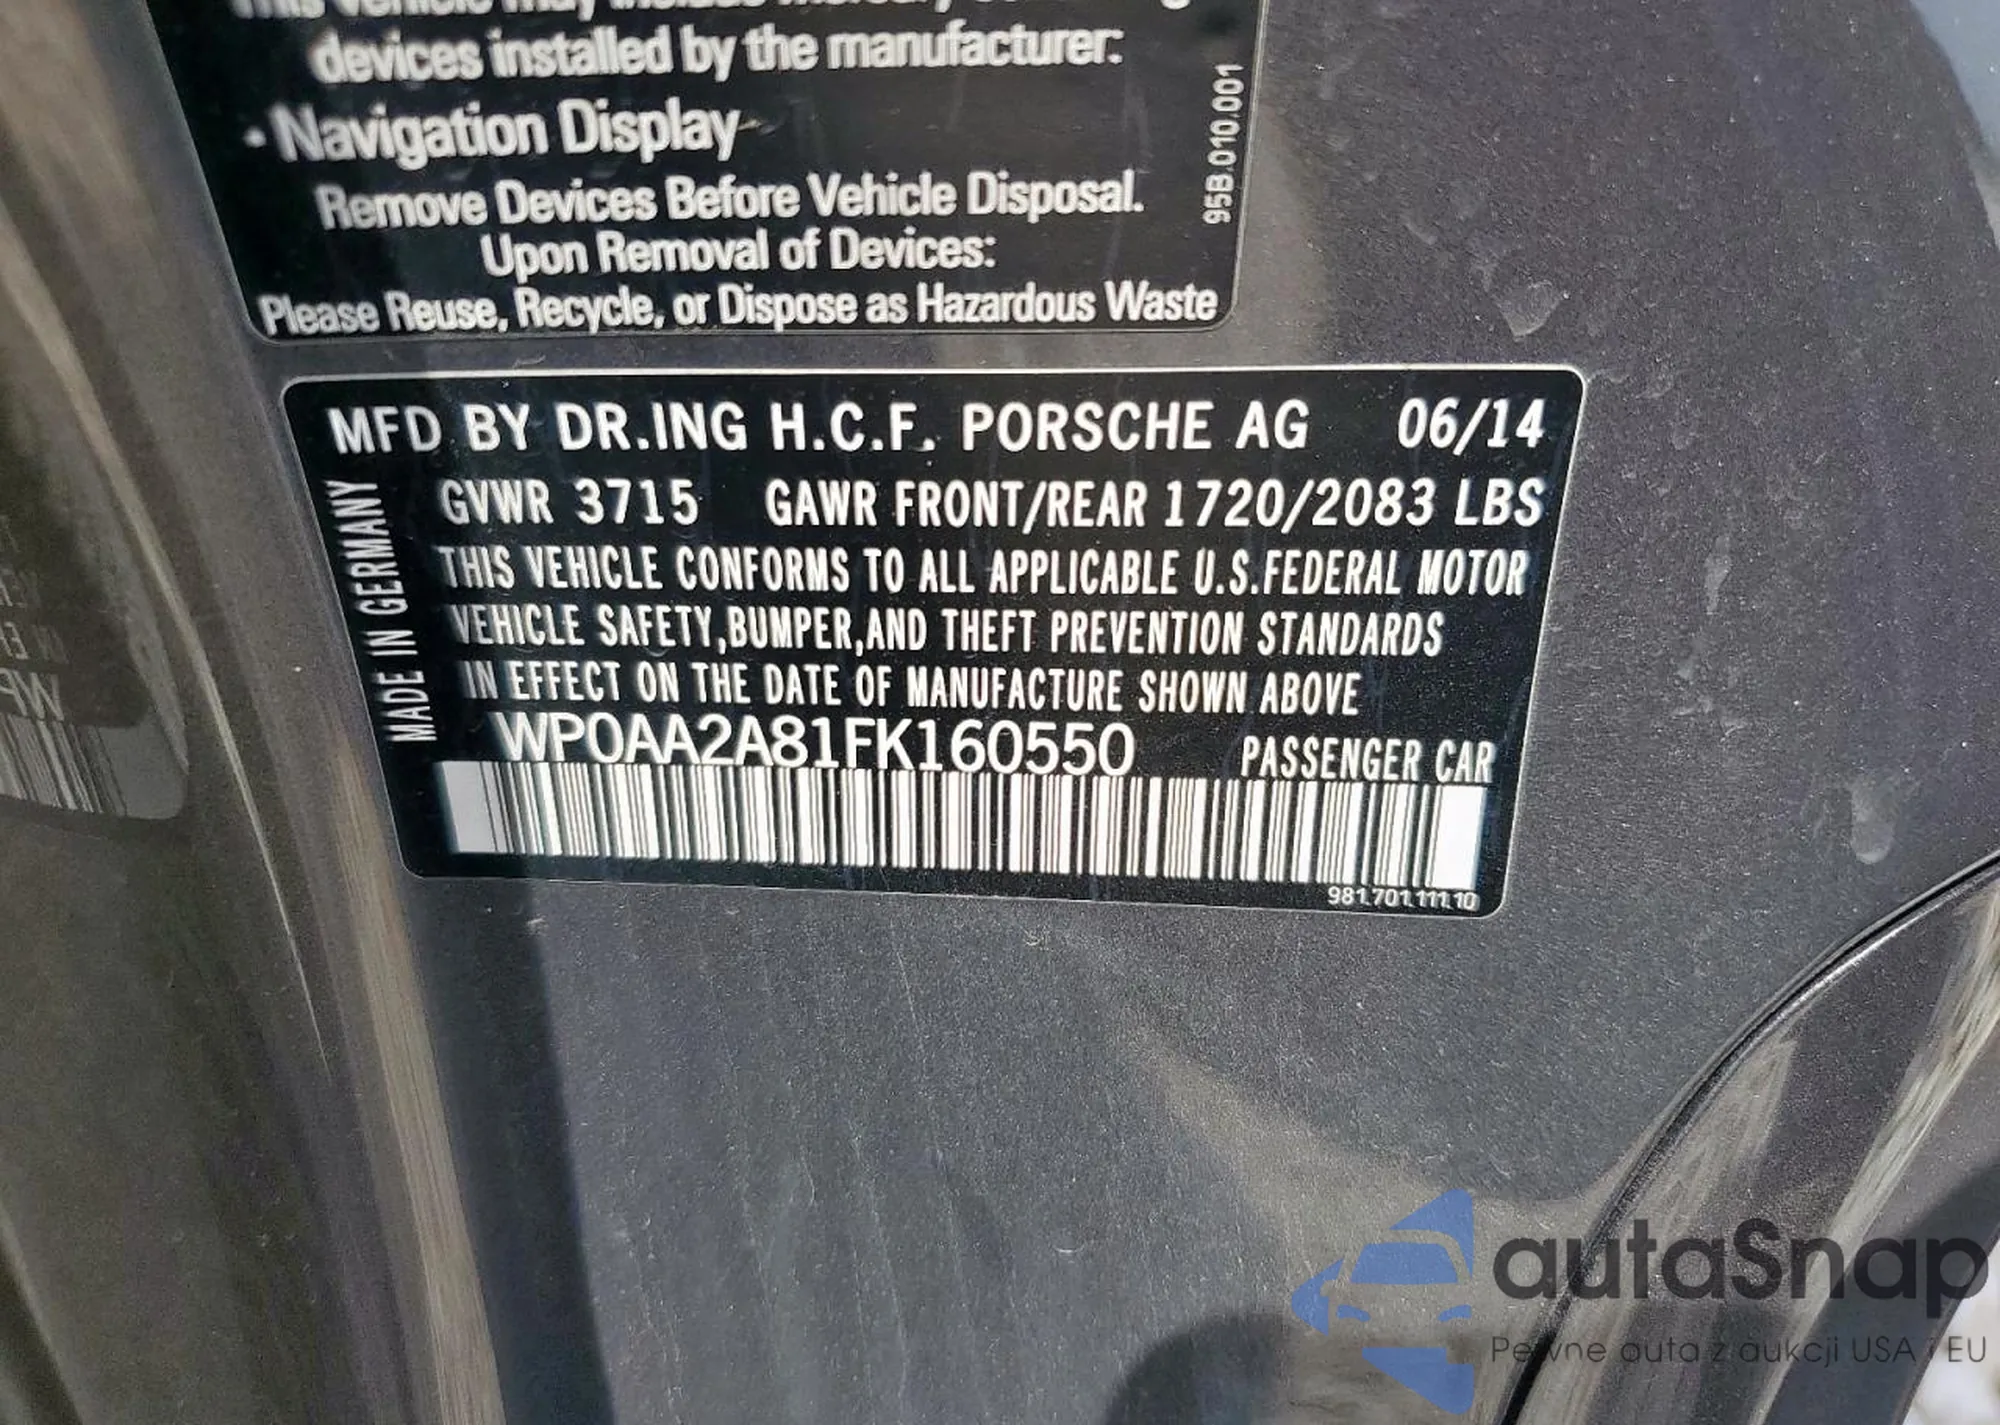 This Vehicle may include
devices installed by the manufacturer:
• Navigation Display
Remove Devices Before Vehicle Disposal.
Upon Removal of Devices:
Please Reuse, Recycle, or Dispose as Hazardous Waste
95B.010.001
MFD BY DR.ING H.C.F. PORSCHE AG 06/14
GVWR 3715 GAWR FRONT/REAR 1720/2083 LBS
THIS VEHICLE CONFORMS TO ALL APPLICABLE U.S.FEDERAL MOTOR
VEHICLE SAFETY,BUMPER,AND THEFT PREVENTION STANDARDS
IN EFFECT ON THE DATE OF MANUFACTURE SHOWN ABOVE
MADE IN GERMANY
WP0AA2A81FK160550 PASSENGER CAR
981.701.111.10
autaSnap
Pewne auta z aukcji USA i EU